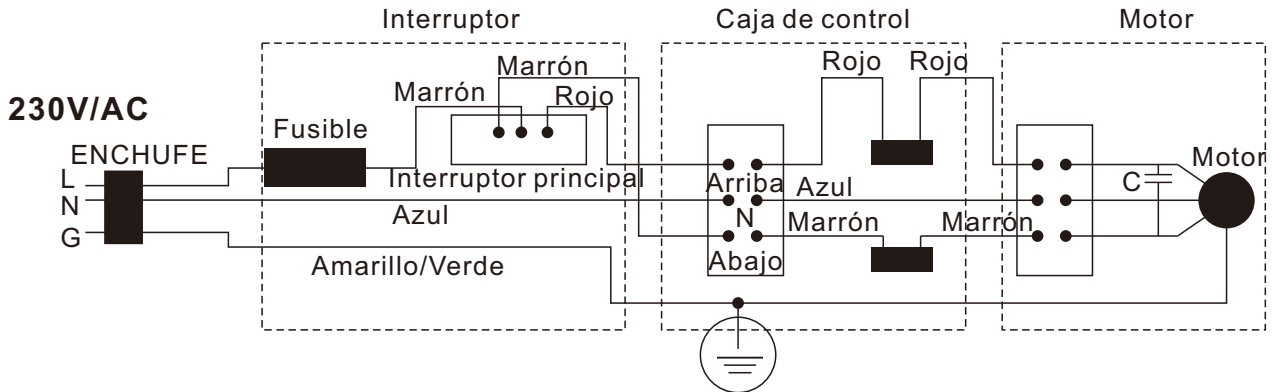 Interruptor
Caja de control
Motor
Marrón
Rojo
Rojo
Marrón
Rojo
230V/AC
Fusible
ENCHUFE
Motor
L
Interruptor principal
Arriba
Azul
C
N
Azul
N
Marrón
Marrón
G
Amarillo/Verde
Abajo